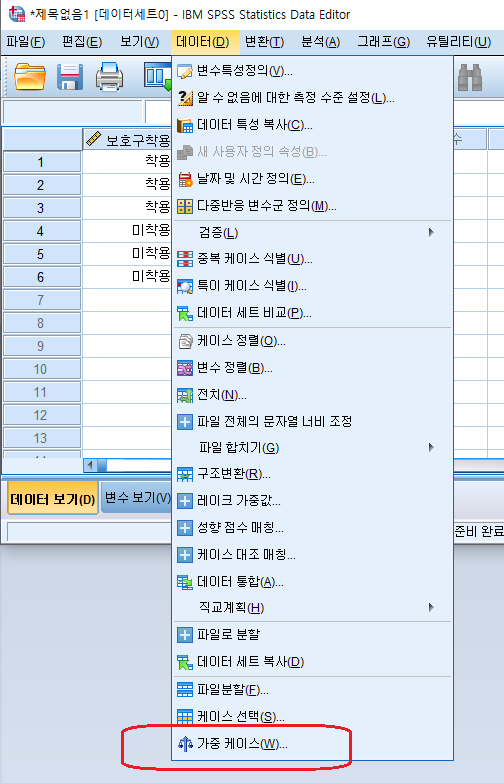 *제목없음1 [데이터세트0] - IBM SPSS Statistics Data Editor
파일(F) 편집(E) 보기(V) 데이터(D) 변환(T) 분석(A) 그래프(G) 유틸리티(U)
변수특성정의(V)...
알 수 없음에 대한 측정 수준 설정(L)...
데이터 특성 복사(C)...
보호구착용 수
새 사용자 정의 속성(B)...
1 착용
날짜 및 시간 정의(E)...
2 착용
다중반응 변수군 정의(M)...
3 착용
검증(L)
4 미착용
중복 케이스 식별(U)...
5 미착용
특이 케이스 식별(I)...
6 미착용
데이터 세트 비교(P)...
7
8
케이스 정렬(O)...
9
변수 정렬(B)...
10
전치(N)...
11
파일 전체의 문자열 너비 조정
12
파일 합치기(G)
13
구조변환(R)...
데이터 보기(D) 변수 보기(V)
레이크 가중값...
성향 점수 매칭...
준비 완료
케이스 대조 매칭...
데이터 통합(A)...
직교계획(H)
파일로 분할
데이터 세트 복사(D)
파일분할(F)...
케이스 선택(S)...
가중 케이스(W)...